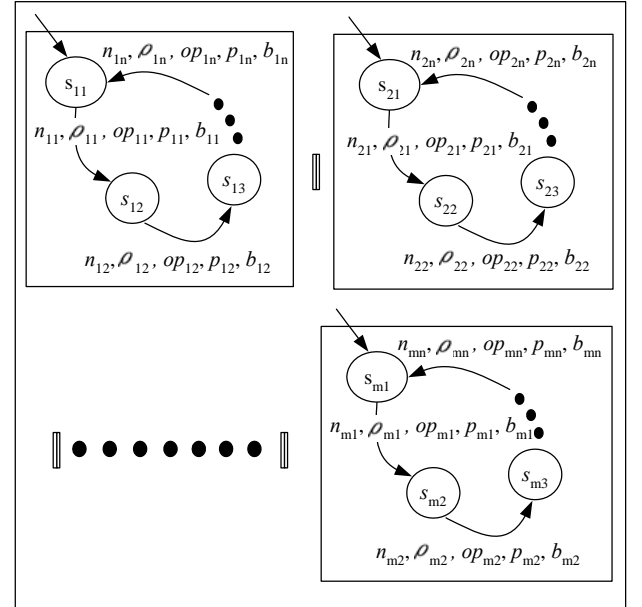 n₁ₙ, ρ₁ₙ, op₁ₙ, p₁ₙ, b₁ₙ
s₁₁
n₁₁, ρ₁₁, op₁₁, p₁₁, b₁₁
s₁₃
s₁₂
n₁₂, ρ₁₂, op₁₂, p₁₂, b₁₂
n₂ₙ, ρ₂ₙ, op₂ₙ, p₂ₙ, b₂ₙ
s₂₁
n₂₁, ρ₂₁, op₂₁, p₂₁, b₂₁
s₂₃
s₂₂
n₂₂, ρ₂₂, op₂₂, p₂₂, b₂₂
nₘₙ, ρₘₙ, opₘₙ, pₘₙ, bₘₙ
sₘ₁
nₘ₁, ρₘ₁, opₘ₁, pₘ₁, bₘ₁
sₘ₃
sₘ₂
nₘ₂, ρₘ₂, opₘ₂, pₘ₂, bₘ₂